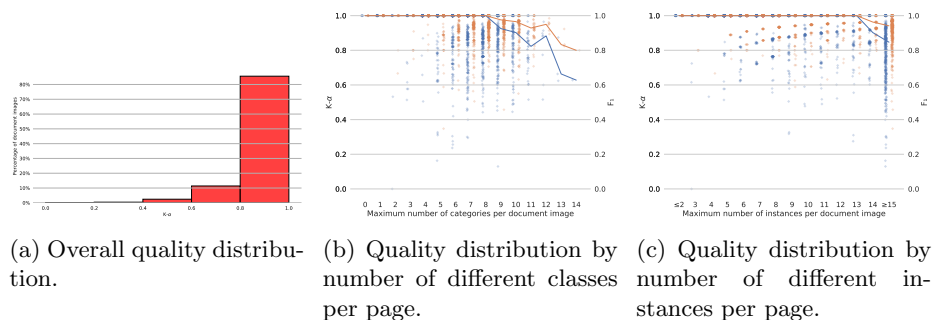 Percentage of document images
80%
70%
60%
50%
40%
30%
20%
10%
0%
0.0 0.2 0.4 0.6 0.8 1.0
K-α
K-α
1.0
0.8
0.6
0.4
0.2
0.0
1.0
0.8
0.6
0.4
0.2
0.0
F₁
0 1 2 3 4 5 6 7 8 9 10 11 12 13 14
Maximum number of categories per document image
K-α
1.0
0.8
0.6
0.4
0.2
0.0
1.0
0.8
0.6
0.4
0.2
0.0
F₁
≤2 3 4 5 6 7 8 9 10 11 12 13 14 ≥15
Maximum number of instances per document image
(a) Overall quality distribu-
tion.
(b) Quality distribution by
number of different classes
per page.
(c) Quality distribution by
number of different in-
stances per page.